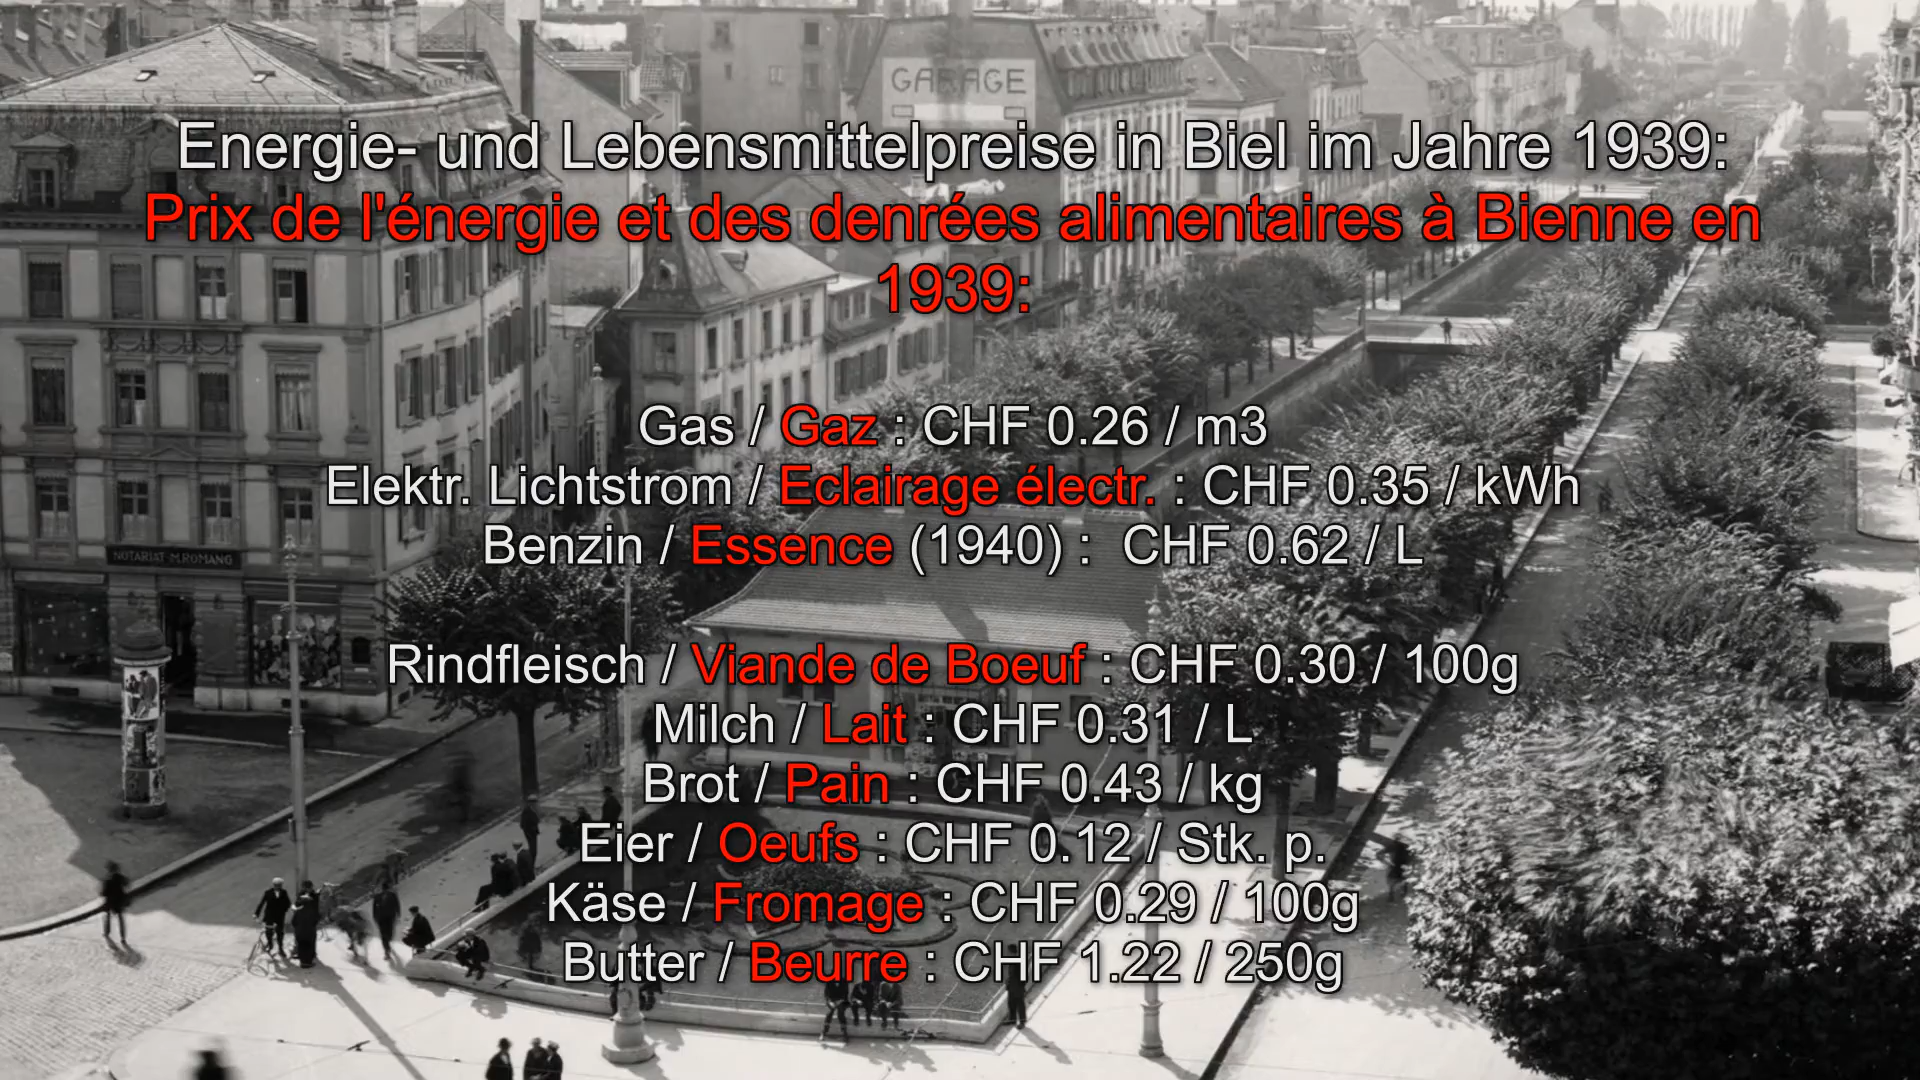 GARAGE
Energie- und Lebensmittelpreise in Biel im Jahre 1939:
Prix de l'énergie et des denrées alimentaires à Bienne en
1939:
Gas / Gaz : CHF 0.26 / m3
Elektr. Lichtstrom / Eclairage électr. : CHF 0.35 / kWh
Benzin / Essence (1940) : CHF 0.62 / L
NOTARIAT M.ROMANG
Rindfleisch / Viande de Boeuf : CHF 0.30 / 100g
Milch / Lait : CHF 0.31 / L
Brot / Pain : CHF 0.43 / kg
Eier / Oeufs : CHF 0.12 / Stk. p.
Käse / Fromage : CHF 0.29 / 100g
Butter / Beurre : CHF 1.22 / 250g